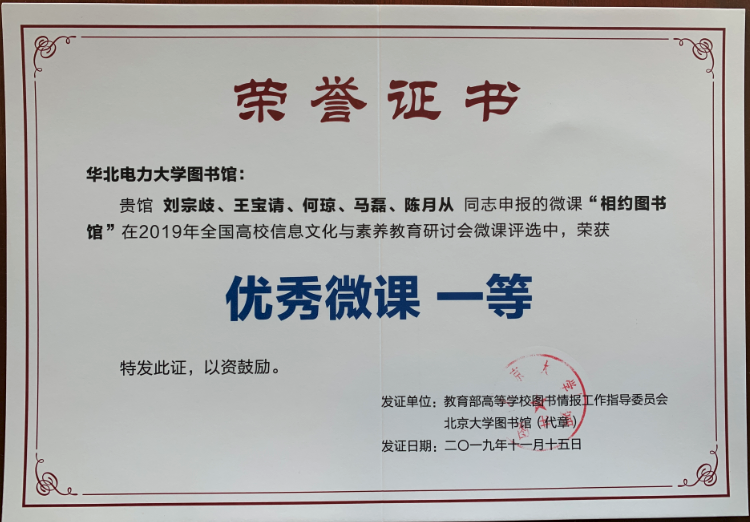 荣誉证书
华北电力大学图书馆：
贵馆 刘宗歧、王宝请、何琼、马磊、陈月从 同志申报的微课“相约图书
馆”在2019年全国高校信息文化与素养教育研讨会微课评选中，荣获
优秀微课 一等
特发此证，以资鼓励。
发证单位：教育部高等学校图书情报工作指导委员会
北京大学图书馆（代章）
发证日期：二〇一九年十一月十五日